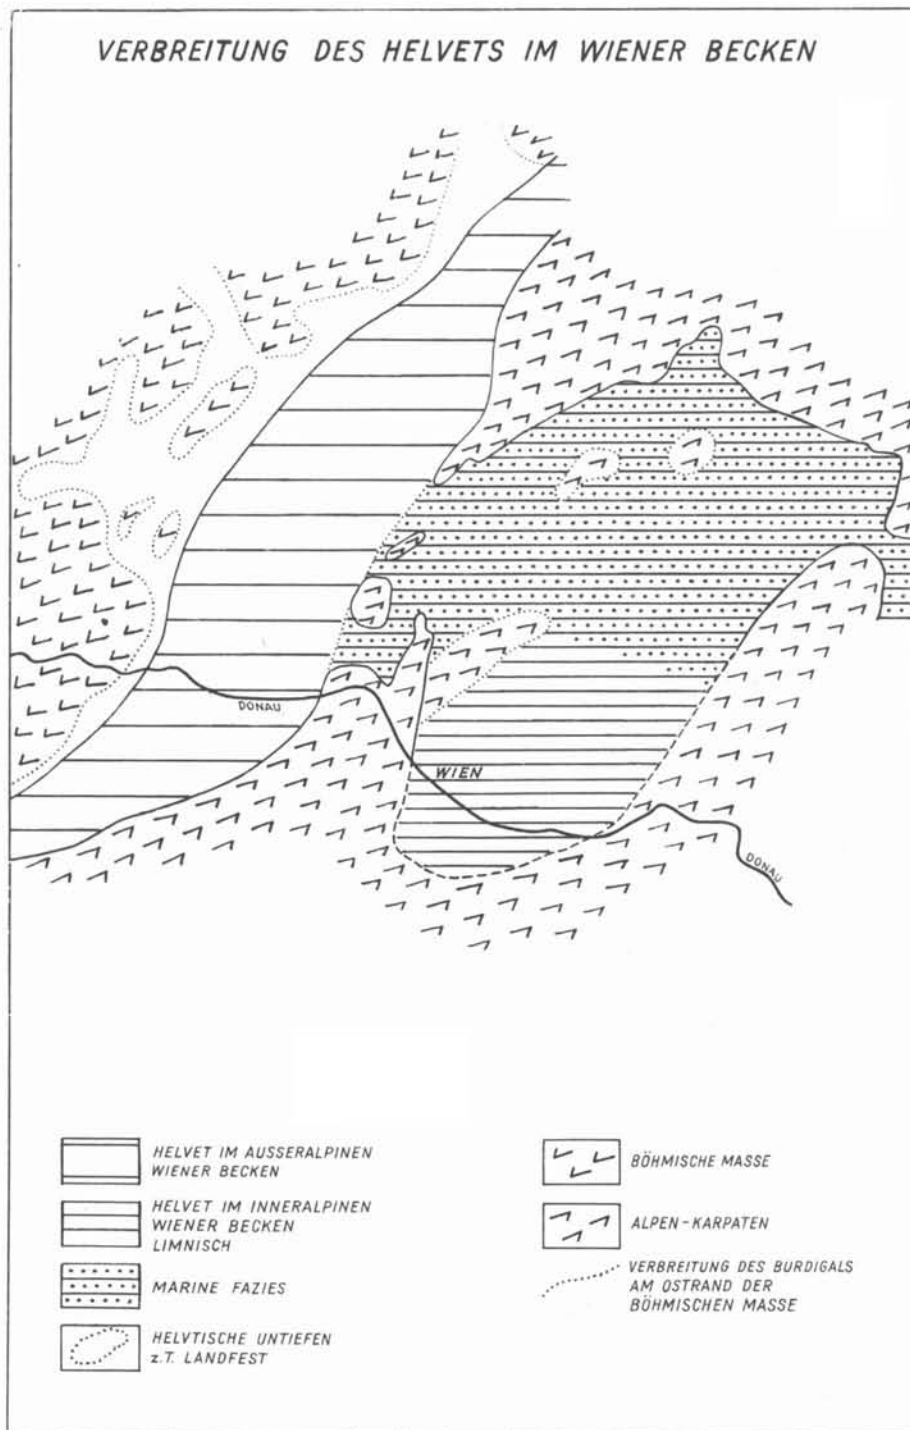 VERBREITUNG DES HELVETS IM WIENER BECKEN
DONAU
WIEN
DONAU
HELVET IM AUSSERALPINEN
WIENER BECKEN
HELVET IM INNERALPINEN
WIENER BECKEN
LIMNISCH
MARINE FAZIES
HELVTISCHE UNTIEFEN
z.T. LANDFEST
BÖHMISCHE MASSE
ALPEN-KARPATEN
VERBREITUNG DES BURDIGALS
AM OSTRAND DER
BÖHMISCHEN MASSE